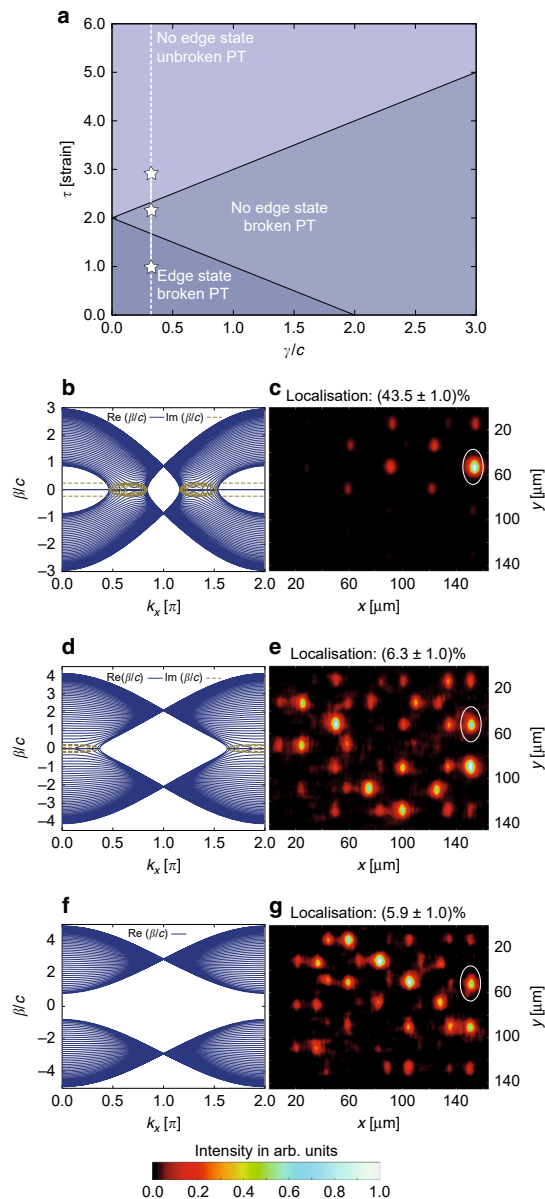 a
6.0
No edge state
unbroken PT
5.0
4.0
τ [strain]
3.0
No edge state
broken PT
2.0
1.0
Edge state
broken PT
0.0
0.0 0.5 1.0 1.5 2.0 2.5 3.0
γ/c
b
c Localisation: (43.5 ± 1.0)%
3
Re (β/c) Im (β/c)
2
1
β/c
0
−1
−2
−3
0.0 0.5 1.0 1.5 2.0
kx [π]
20
60
100
140
y [μm]
20 60 100 140
x [μm]
d
e Localisation: (6.3 ± 1.0)%
4
Re(β/c) Im (β/c)
3
2
1
β/c
0
−1
−2
−3
−4
0.0 0.5 1.0 1.5 2.0
kx [π]
20
60
100
140
y [μm]
20 60 100 140
x [μm]
f
g Localisation: (5.9 ± 1.0)%
Re (β/c)
4
2
β/c
0
−2
−4
0.0 0.5 1.0 1.5 2.0
kx [π]
20
60
100
140
y [μm]
20 60 100 140
x [μm]
Intensity in arb. units
0.0 0.2 0.4 0.6 0.8 1.0